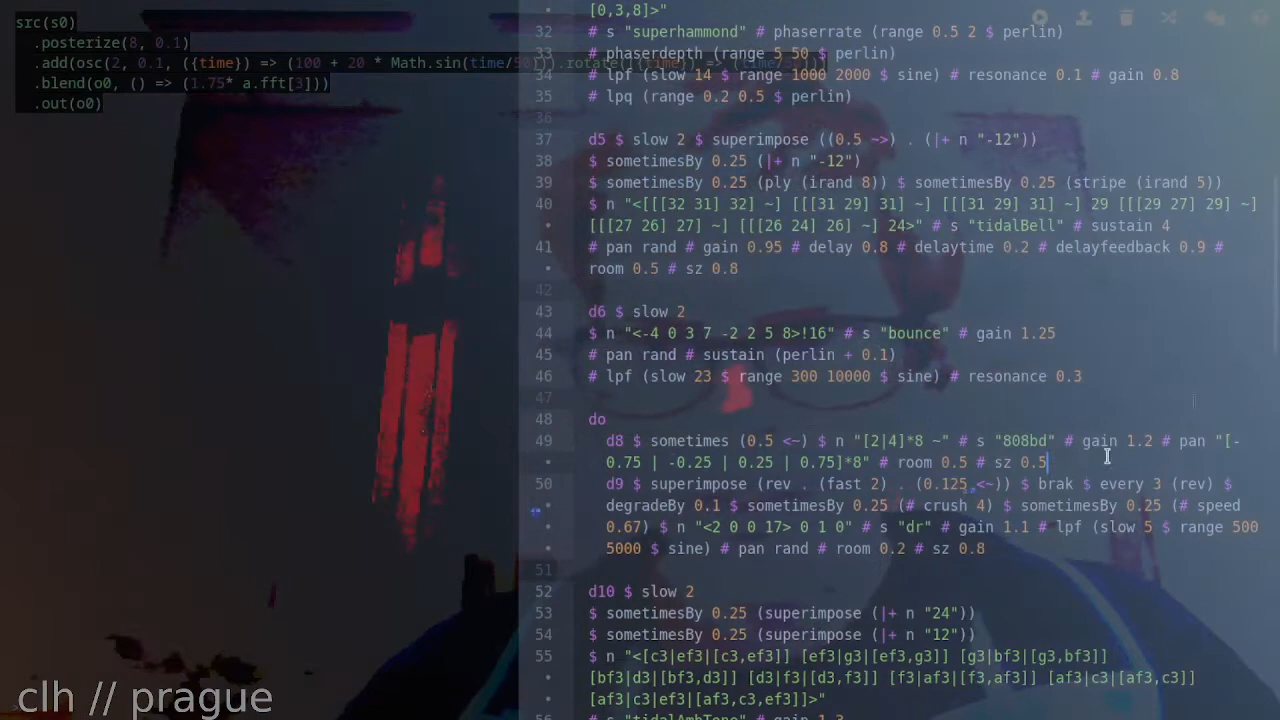 src(s0)
.posterize(8, 0.1)
.add(osc(2, 0.1, ({time}) => (100 + 20 * Math.sin(time/50))).rotate(({time}) => (time/50)))
.blend(o0, () => (1.75* a.fft[3]))
.out(o0)
[0,3,8]>"
32 # s "superhammond" # phaserrate (range 0.5 2 $ perlin)
33 # phaserdepth (range 5 50 $ perlin)
34 # lpf (slow 14 $ range 1000 2000 $ sine) # resonance 0.1 # gain 0.8
35 # lpq (range 0.2 0.5 $ perlin)
36
37 d5 $ slow 2 $ superimpose ((0.5 ~>) . (|+ n "-12"))
38 $ sometimesBy 0.25 (|+ n "-12")
39 $ sometimesBy 0.25 (ply (irand 8)) $ sometimesBy 0.25 (stripe (irand 5))
40 $ n "<[[[32 31] 32] ~] [[[31 29] 31] ~] [[[31 29] 31] ~] 29 [[[29 27] 29] ~]
[[[27 26] 27] ~] [[[26 24] 26] ~] 24>" # s "tidalBell" # sustain 4
41 # pan rand # gain 0.95 # delay 0.8 # delaytime 0.2 # delayfeedback 0.9 #
room 0.5 # sz 0.8
42
43 d6 $ slow 2
44 $ n "<-4 0 3 7 -2 2 5 8>!16" # s "bounce" # gain 1.25
45 # pan rand # sustain (perlin + 0.1)
46 # lpf (slow 23 $ range 300 10000 $ sine) # resonance 0.3
47
48 do
49 d8 $ sometimes (0.5 <~) $ n "[2|4]*8 ~" # s "808bd" # gain 1.2 # pan "[-
0.75 | -0.25 | 0.25 | 0.75]*8" # room 0.5 # sz 0.5
50 d9 $ superimpose (rev . (fast 2) . (0.125 <~)) $ brak $ every 3 (rev) $
degradeBy 0.1 $ sometimesBy 0.25 (# crush 4) $ sometimesBy 0.25 (# speed
0.67) $ n "<2 0 0 17> 0 1 0" # s "dr" # gain 1.1 # lpf (slow 5 $ range 500
5000 $ sine) # pan rand # room 0.2 # sz 0.8
51
52 d10 $ slow 2
53 $ sometimesBy 0.25 (superimpose (|+ n "24"))
54 $ sometimesBy 0.25 (superimpose (|+ n "12"))
55 $ n "<[c3|ef3|[c3,ef3]] [ef3|g3|[ef3,g3]] [g3|bf3|[g3,bf3]]
[bf3|d3|[bf3,d3]] [d3|f3|[d3,f3]] [f3|af3|[f3,af3]] [af3|c3|[af3,c3]]
[af3|c3|ef3|[af3,c3,ef3]]>"
56 # s "tidalAmbTone" # gain 1.3
clh // prague